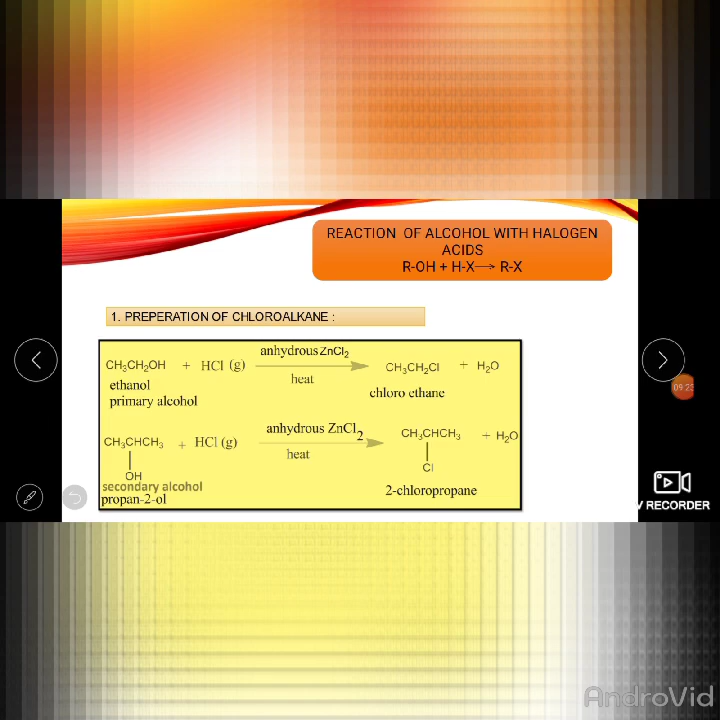 REACTION OF ALCOHOL WITH HALOGEN
ACIDS
R-OH + H-X⟶ R-X
1. PREPERATION OF CHLOROALKANE :
CH₃CH₂OH + HCl (g) anhydrous ZnCl₂ CH₃CH₂Cl + H₂O
heat
ethanol chloro ethane
primary alcohol
CH₃CHCH₃ + HCl (g) anhydrous ZnCl₂ CH₃CHCH₃ + H₂O
heat
OH Cl
secondary alcohol
propan-2-ol 2-chloropropane
09:23
V RECORDER
AndroVid